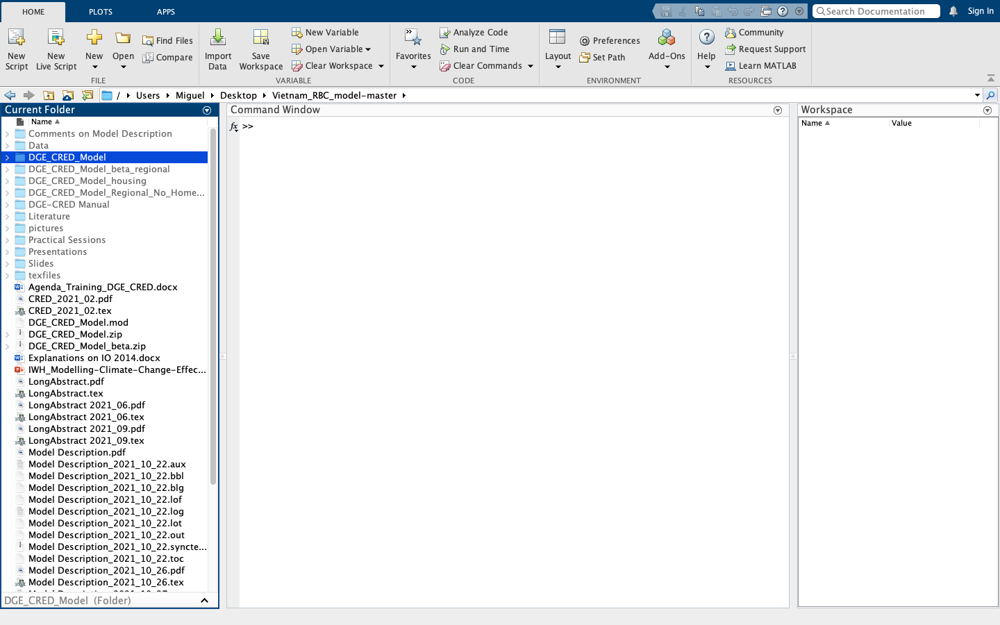 HOME PLOTS APPS
Search Documentation
Sign In
New Script
New Live Script
New
Open
Find Files
Compare
FILE
Import Data
Save Workspace
New Variable
Open Variable
Clear Workspace
VARIABLE
Favorites
Analyze Code
Run and Time
Clear Commands
CODE
Layout
Preferences
Set Path
Add-Ons
ENVIRONMENT
Help
Community
Request Support
Learn MATLAB
RESOURCES
/ Users Miguel Desktop Vietnam_RBC_model-master
Current Folder
Name
Comments on Model Description
Data
DGE_CRED_Model
DGE_CRED_Model_beta_regional
DGE_CRED_Model_housing
DGE_CRED_Model_Regional_No_Home...
DGE-CRED Manual
Literature
pictures
Practical Sessions
Presentations
Slides
texfiles
Agenda_Training_DGE_CRED.docx
CRED_2021_02.pdf
CRED_2021_02.tex
DGE_CRED_Model.mod
DGE_CRED_Model.zip
DGE_CRED_Model_beta.zip
Explanations on IO 2014.docx
IWH_Modelling-Climate-Change-Effec...
LongAbstract.pdf
LongAbstract.tex
LongAbstract 2021_06.pdf
LongAbstract 2021_06.tex
LongAbstract 2021_09.pdf
LongAbstract 2021_09.tex
Model Description.pdf
Model Description_2021_10_22.aux
Model Description_2021_10_22.bbl
Model Description_2021_10_22.blg
Model Description_2021_10_22.lof
Model Description_2021_10_22.log
Model Description_2021_10_22.lot
Model Description_2021_10_22.out
Model Description_2021_10_22.syncte...
Model Description_2021_10_22.toc
Model Description_2021_10_26.pdf
Model Description_2021_10_26.tex
DGE_CRED_Model (Folder)
Command Window
fx >>
Workspace
Name Value